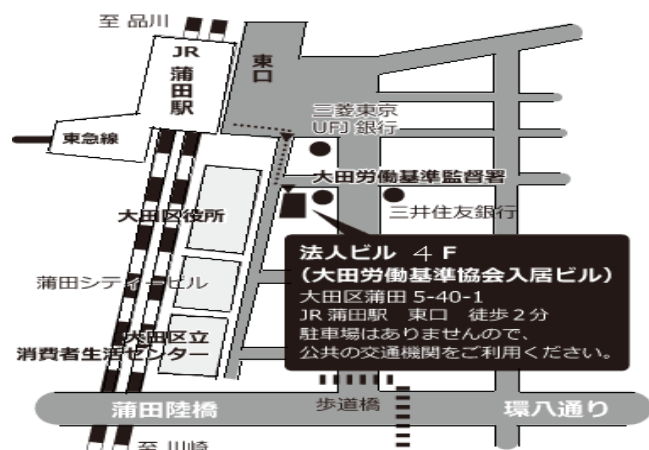 至 品川
JR
蒲田駅
東口
東急線
三菱東京
UFJ 銀行
大田労働基準監督署
大田区役所
三井住友銀行
法人ビル 4 F
(大田労働基準協会入居ビル)
大田区蒲田 5-40-1
JR 蒲田駅 東口 徒歩２分
駐車場はありませんので、
公共の交通機関をご利用ください。
蒲田シティービル
大田区立
消費者生活センター
蒲田陸橋
歩道橋
環八通り
至 川崎